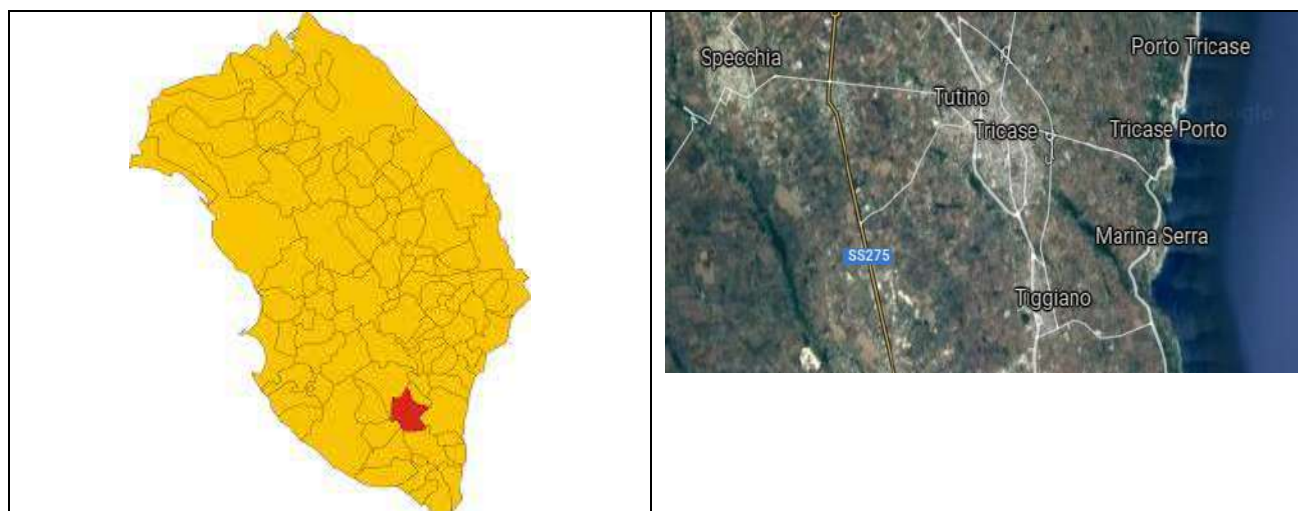 Porto Tricase
Specchia
Tutino
Tricase
Tricase Porto
Marina Serra
SS275
Tiggiano